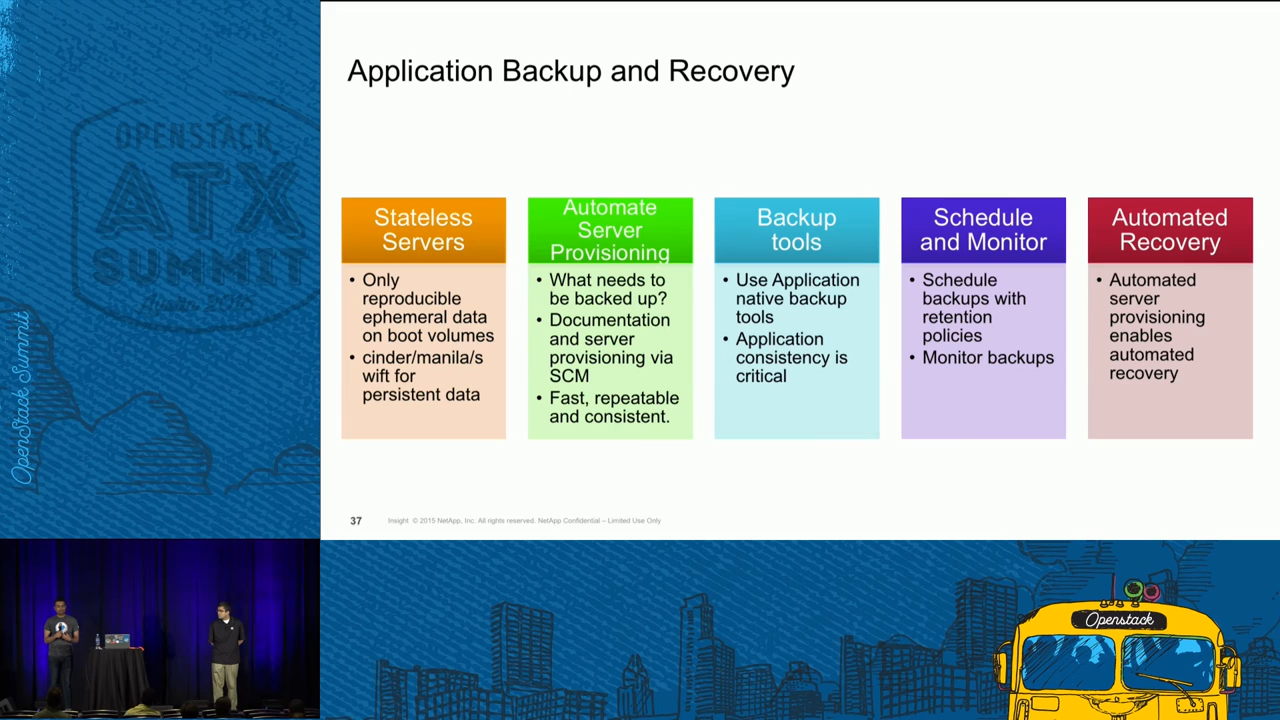 Application Backup and Recovery
Stateless
Servers
• Only
reproducible
ephemeral data
on boot volumes
• cinder/manila/s
wift for
persistent data
Automate
Server
Provisioning
• What needs to
be backed up?
• Documentation
and server
provisioning via
SCM
• Fast, repeatable
and consistent.
Backup
tools
• Use Application
native backup
tools
• Application
consistency is
critical
Schedule
and Monitor
• Schedule
backups with
retention
policies
• Monitor backups
Automated
Recovery
• Automated
server
provisioning
enables
automated
recovery
37
Insight © 2015 NetApp, Inc. All rights reserved. NetApp Confidential – Limited Use Only
OPENSTACK
ATX
SUMMIT
OpenStack Summit
Openstack